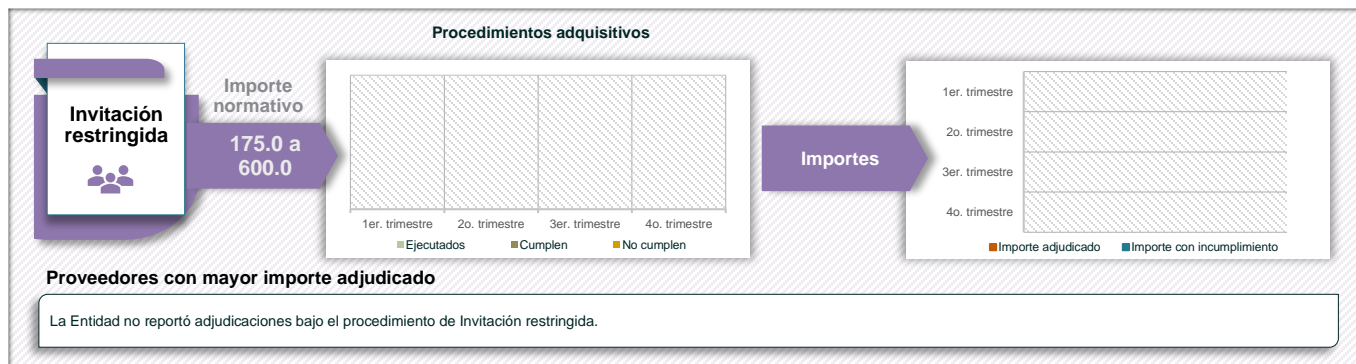 Procedimientos adquisitivos
Invitación
restringida
Importe
normativo
175.0 a
600.0
1er. trimestre
2o. trimestre
3er. trimestre
4o. trimestre
Ejecutados
Cumplen
No cumplen
Importes
1er. trimestre
2o. trimestre
3er. trimestre
4o. trimestre
Importe adjudicado
Importe con incumplimiento
Proveedores con mayor importe adjudicado
La Entidad no reportó adjudicaciones bajo el procedimiento de Invitación restringida.